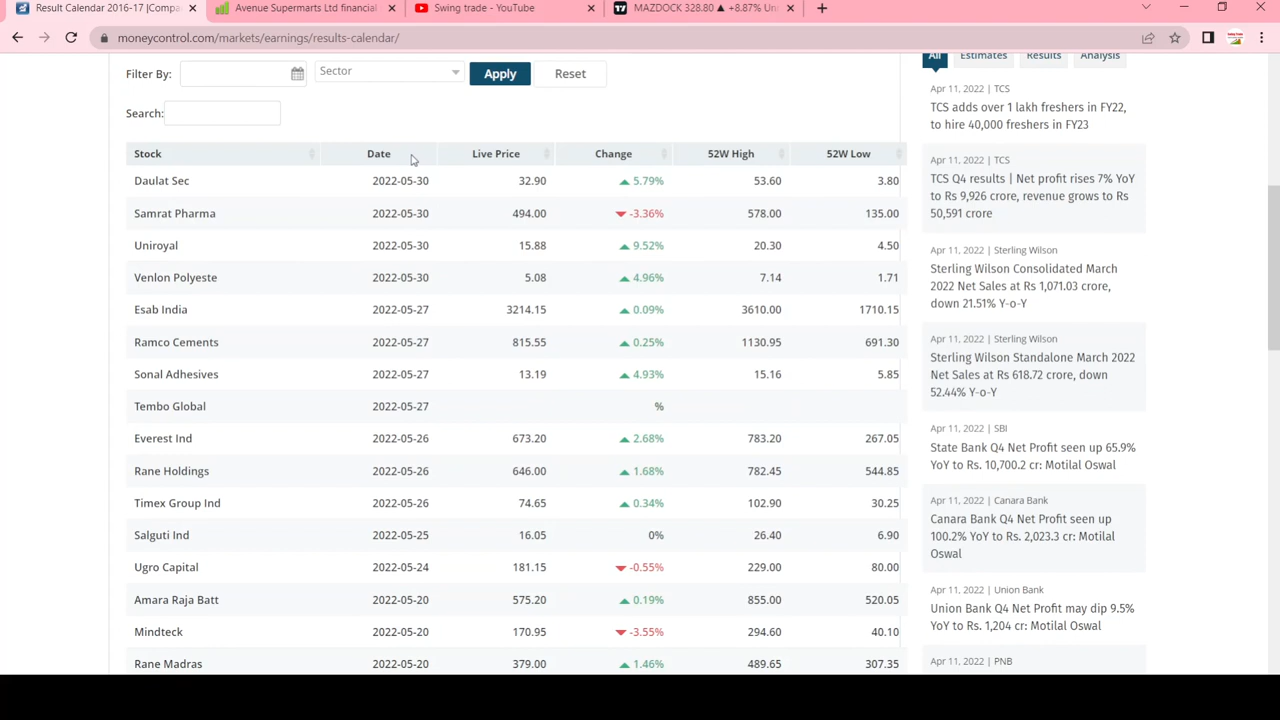 Result Calendar 2016-17 |Compa
Avenue Supermarts Ltd financial
Swing trade - YouTube
MAZDOCK 328.80 ▲ +8.87% Un
moneycontrol.com/markets/earnings/results-calendar/
Filter By:
Sector
Apply
Reset
Search:
Stock Date Live Price Change 52W High 52W Low
Daulat Sec 2022-05-30 32.90 5.79% 53.60 3.80
Samrat Pharma 2022-05-30 494.00 -3.36% 578.00 135.00
Uniroyal 2022-05-30 15.88 9.52% 20.30 4.50
Venlon Polyeste 2022-05-30 5.08 4.96% 7.14 1.71
Esab India 2022-05-27 3214.15 0.09% 3610.00 1710.15
Ramco Cements 2022-05-27 815.55 0.25% 1130.95 691.30
Sonal Adhesives 2022-05-27 13.19 4.93% 15.16 5.85
Tembo Global 2022-05-27 %
Everest Ind 2022-05-26 673.20 2.68% 783.20 267.05
Rane Holdings 2022-05-26 646.00 1.68% 782.45 544.85
Timex Group Ind 2022-05-26 74.65 0.34% 102.90 30.25
Salguti Ind 2022-05-25 16.05 0% 26.40 6.90
Ugro Capital 2022-05-24 181.15 -0.55% 229.00 80.00
Amara Raja Batt 2022-05-20 575.20 0.19% 855.00 520.05
Mindteck 2022-05-20 170.95 -3.55% 294.60 40.10
Rane Madras 2022-05-20 379.00 1.46% 489.65 307.35
All Estimates Results Analysis
Apr 11, 2022 | TCS
TCS adds over 1 lakh freshers in FY22,
to hire 40,000 freshers in FY23
Apr 11, 2022 | TCS
TCS Q4 results | Net profit rises 7% YoY
to Rs 9,926 crore, revenue grows to Rs
50,591 crore
Apr 11, 2022 | Sterling Wilson
Sterling Wilson Consolidated March
2022 Net Sales at Rs 1,071.03 crore,
down 21.51% Y-o-Y
Apr 11, 2022 | Sterling Wilson
Sterling Wilson Standalone March 2022
Net Sales at Rs 618.72 crore, down
52.44% Y-o-Y
Apr 11, 2022 | SBI
State Bank Q4 Net Profit seen up 65.9%
YoY to Rs. 10,700.2 cr: Motilal Oswal
Apr 11, 2022 | Canara Bank
Canara Bank Q4 Net Profit seen up
100.2% YoY to Rs. 2,023.3 cr: Motilal
Oswal
Apr 11, 2022 | Union Bank
Union Bank Q4 Net Profit may dip 9.5%
YoY to Rs. 1,204 cr: Motilal Oswal
Apr 11, 2022 | PNB